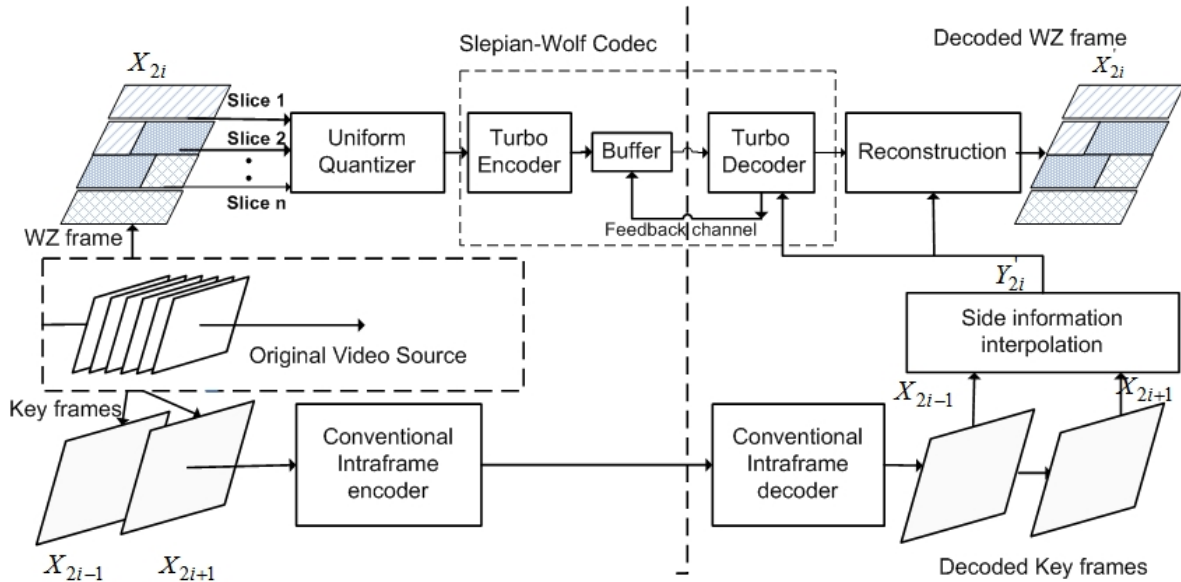 Slepian-Wolf Codec
Decoded WZ frame
X_{2i}
X'_{2i}
Slice 1
Slice 2
Slice n
Uniform
Quantizer
Turbo
Encoder
Buffer
Turbo
Decoder
Reconstruction
Feedback channel
WZ frame
Y'_{2i}
Original Video Source
Side information
interpolation
Key frames
X_{2i-1}
X_{2i+1}
Conventional
Intraframe
encoder
Conventional
Intraframe
decoder
X_{2i-1}
X_{2i+1}
Decoded Key frames